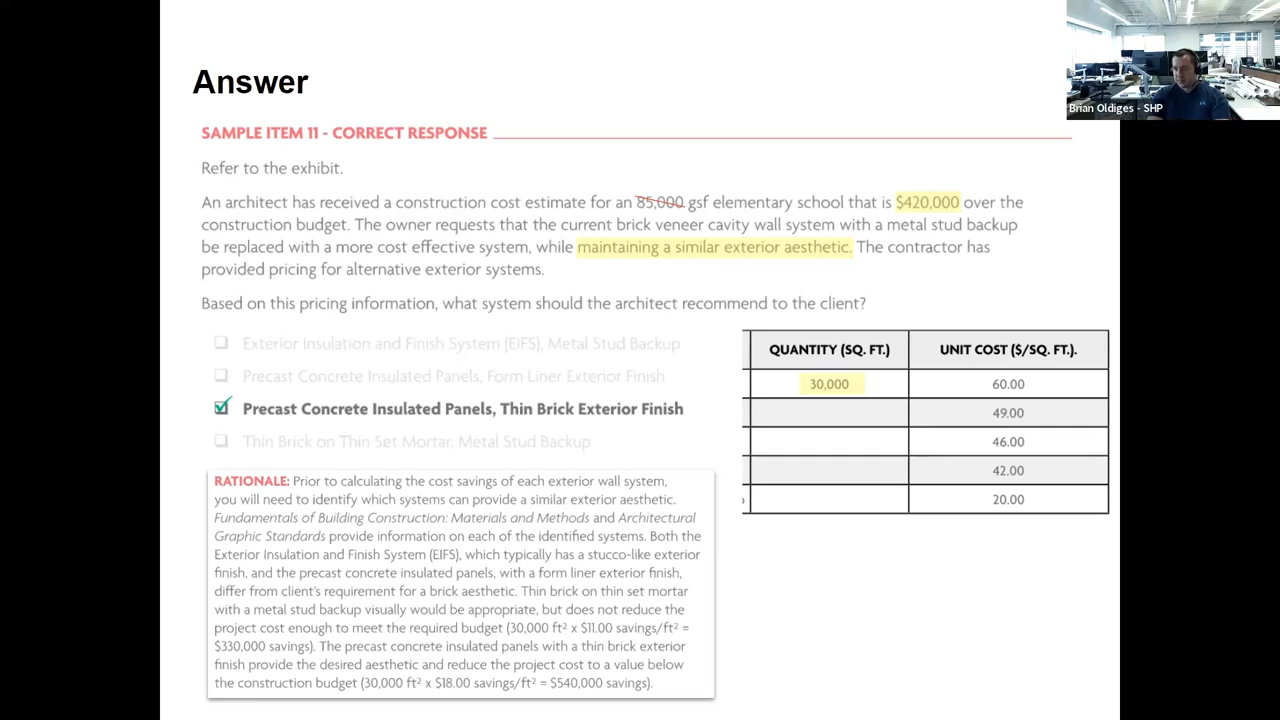 Answer
Brian Oldiges - SHP
SAMPLE ITEM 11 - CORRECT RESPONSE
Refer to the exhibit.
An architect has received a construction cost estimate for an 85,000 gsf elementary school that is $420,000 over the
construction budget. The owner requests that the current brick veneer cavity wall system with a metal stud backup
be replaced with a more cost effective system, while maintaining a similar exterior aesthetic. The contractor has
provided pricing for alternative exterior systems.
Based on this pricing information, what system should the architect recommend to the client?
Exterior Insulation and Finish System (EIFS), Metal Stud Backup
Precast Concrete Insulated Panels, Form Liner Exterior Finish
Precast Concrete Insulated Panels, Thin Brick Exterior Finish
Thin Brick on Thin Set Mortar, Metal Stud Backup
QUANTITY (SQ. FT.) UNIT COST ($/SQ. FT.).
30,000 60.00
49.00
46.00
42.00
20.00
RATIONALE: Prior to calculating the cost savings of each exterior wall system,
you will need to identify which systems can provide a similar exterior aesthetic.
Fundamentals of Building Construction: Materials and Methods and Architectural
Graphic Standards provide information on each of the identified systems. Both the
Exterior Insulation and Finish System (EIFS), which typically has a stucco-like exterior
finish, and the precast concrete insulated panels, with a form liner exterior finish,
differ from client's requirement for a brick aesthetic. Thin brick on thin set mortar
with a metal stud backup visually would be appropriate, but does not reduce the
project cost enough to meet the required budget (30,000 ft² x $11.00 savings/ft² =
$330,000 savings). The precast concrete insulated panels with a thin brick exterior
finish provide the desired aesthetic and reduce the project cost to a value below
the construction budget (30,000 ft² x $18.00 savings/ft² = $540,000 savings).